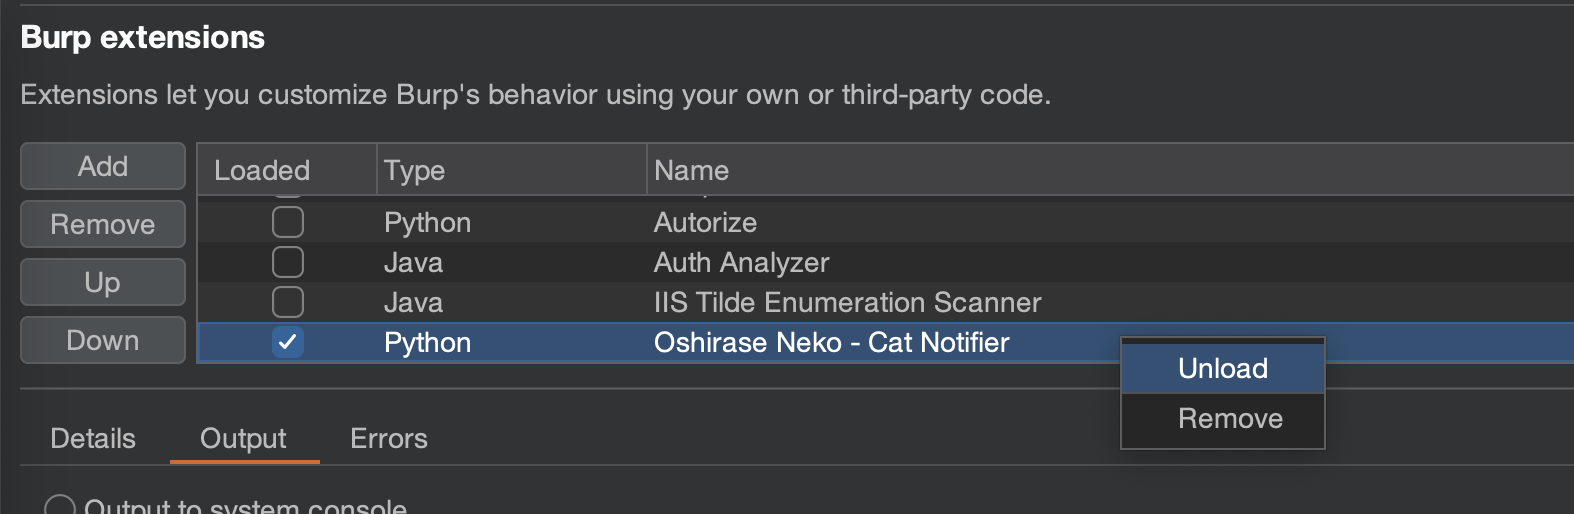 Burp extensions
Extensions let you customize Burp's behavior using your own or third-party code.
Add
Remove
Up
Down
Loaded Type Name
Python Autorize
Java Auth Analyzer
Java IIS Tilde Enumeration Scanner
Python Oshirase Neko - Cat Notifier
Unload
Remove
Details Output Errors
Output to system console